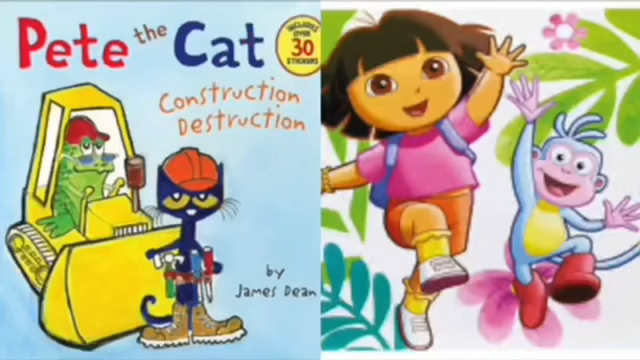 Pete the Cat
INCLUDES
OVER
30
STICKERS
Construction
Destruction
by
James Dean